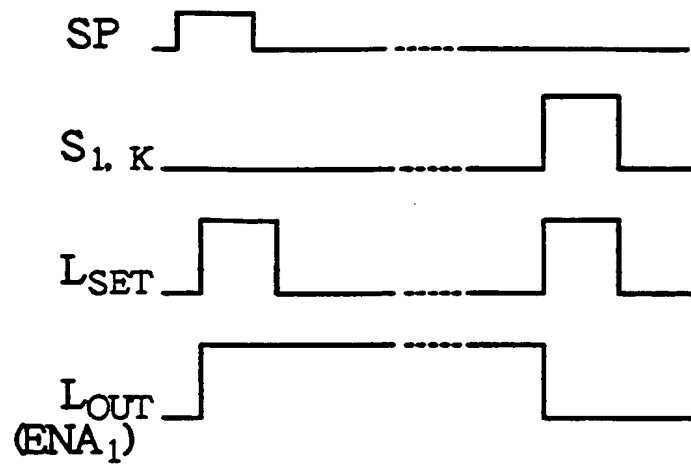 SP
S1, K
LSET
LOUT
(ENA1)